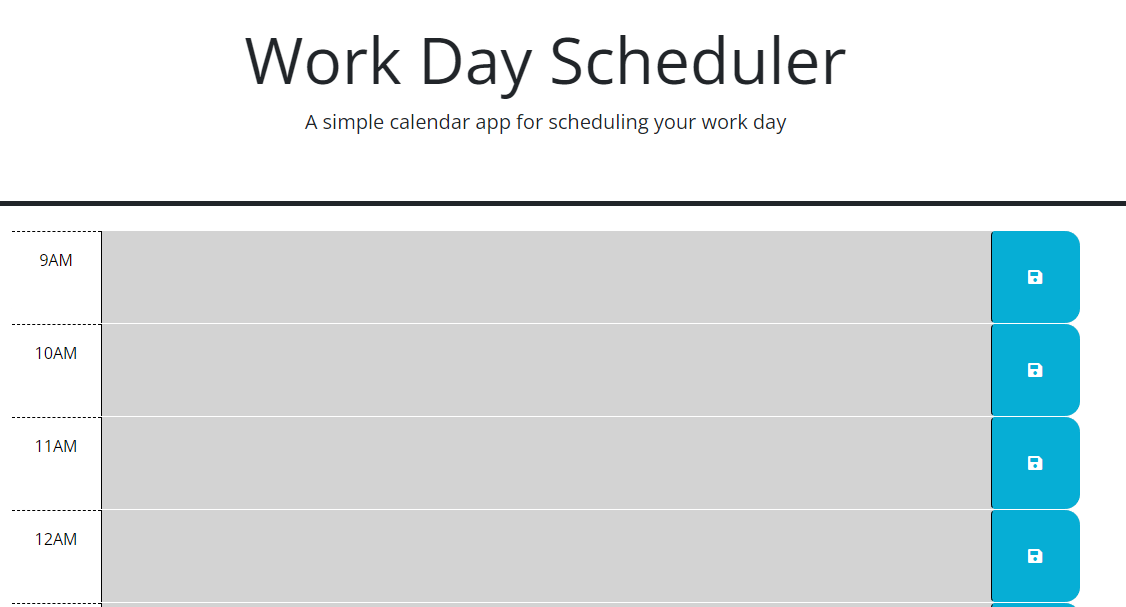 Work Day Scheduler
A simple calendar app for scheduling your work day
9AM
10AM
11AM
12AM